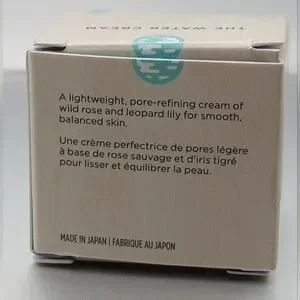 THE WATER CREAM
A lightweight, pore-refining cream of
wild rose and leopard lily for smooth,
balanced skin.
Une crème perfectrice de pores légère
à base de rose sauvage et d'iris tigré
pour lisser et équilibrer la peau.
MADE IN JAPAN | FABRIQUE AU JAPON